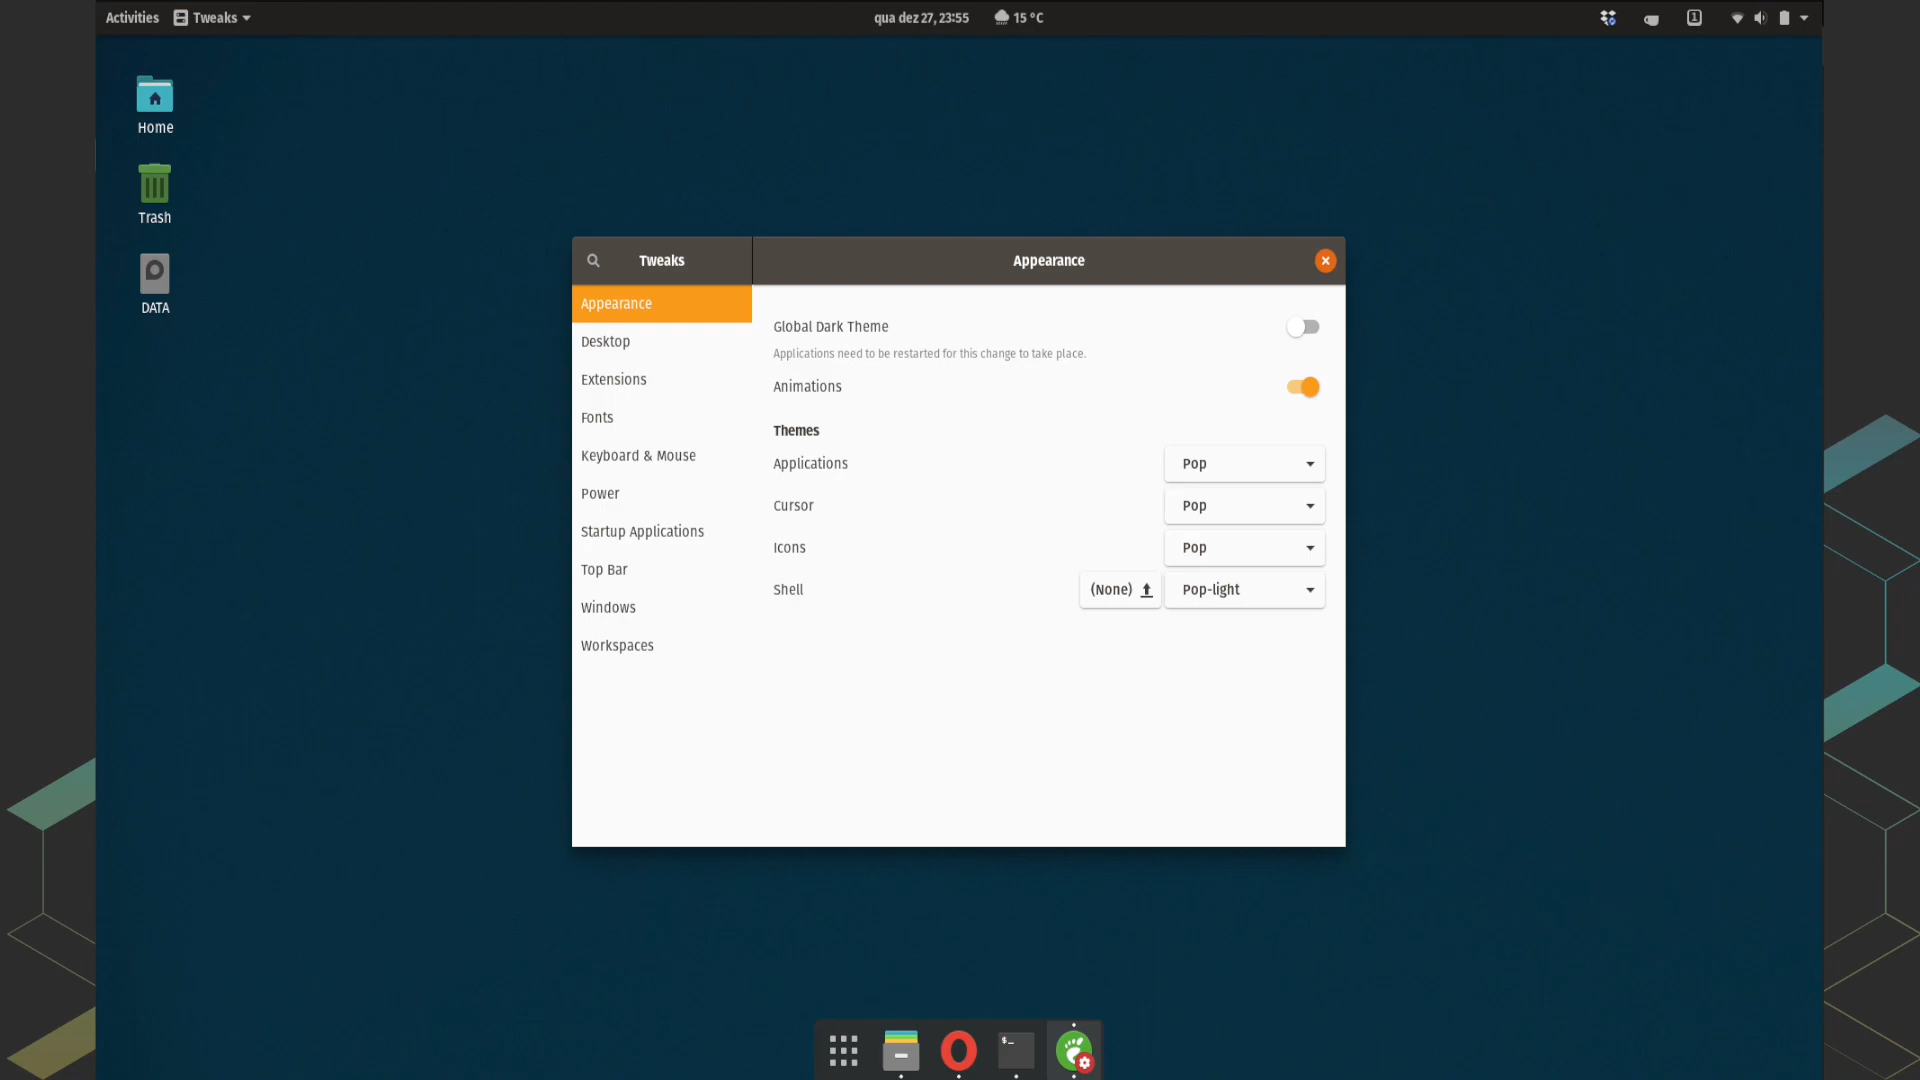 Activities
Tweaks
qua dez 27, 23:55
15 °C
1
Home
Trash
DATA
Tweaks
Appearance
Appearance
Desktop
Extensions
Fonts
Keyboard & Mouse
Power
Startup Applications
Top Bar
Windows
Workspaces
Global Dark Theme
Applications need to be restarted for this change to take place.
Animations
Themes
Applications
Pop
Cursor
Pop
Icons
Pop
Shell
(None)
Pop-light
$_